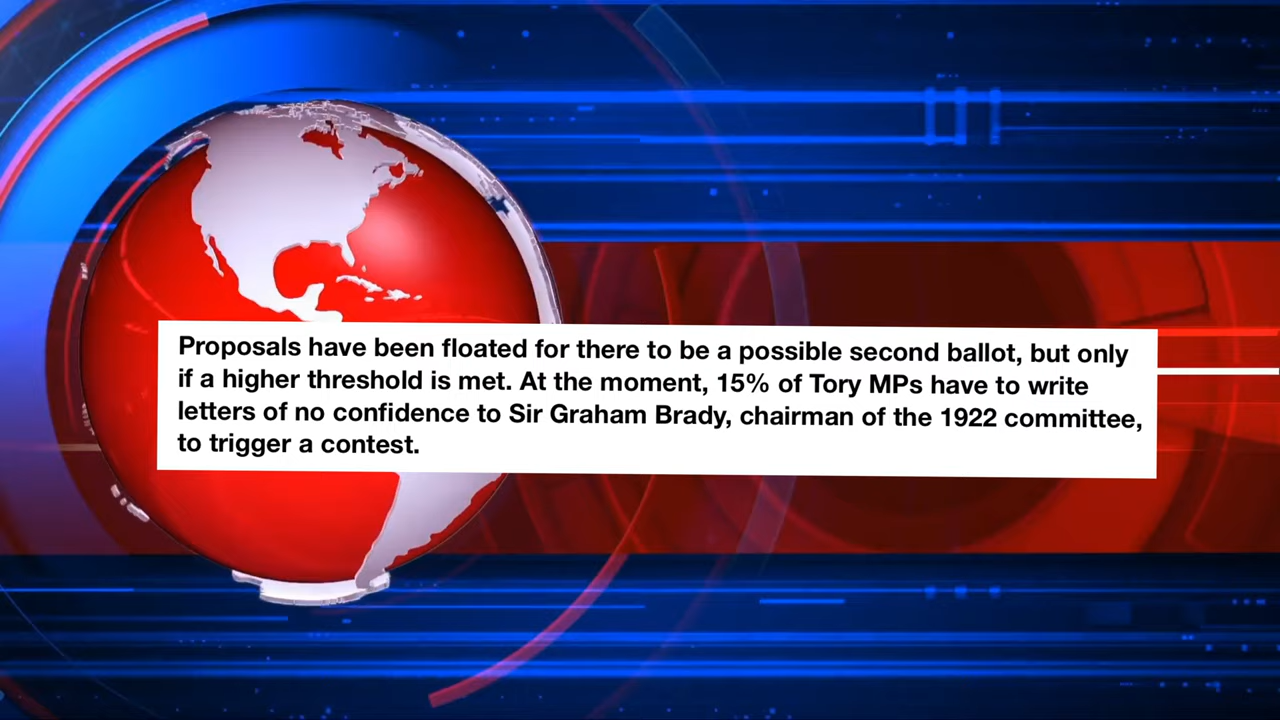 Proposals have been floated for there to be a possible second ballot, but only
if a higher threshold is met. At the moment, 15% of Tory MPs have to write
letters of no confidence to Sir Graham Brady, chairman of the 1922 committee,
to trigger a contest.